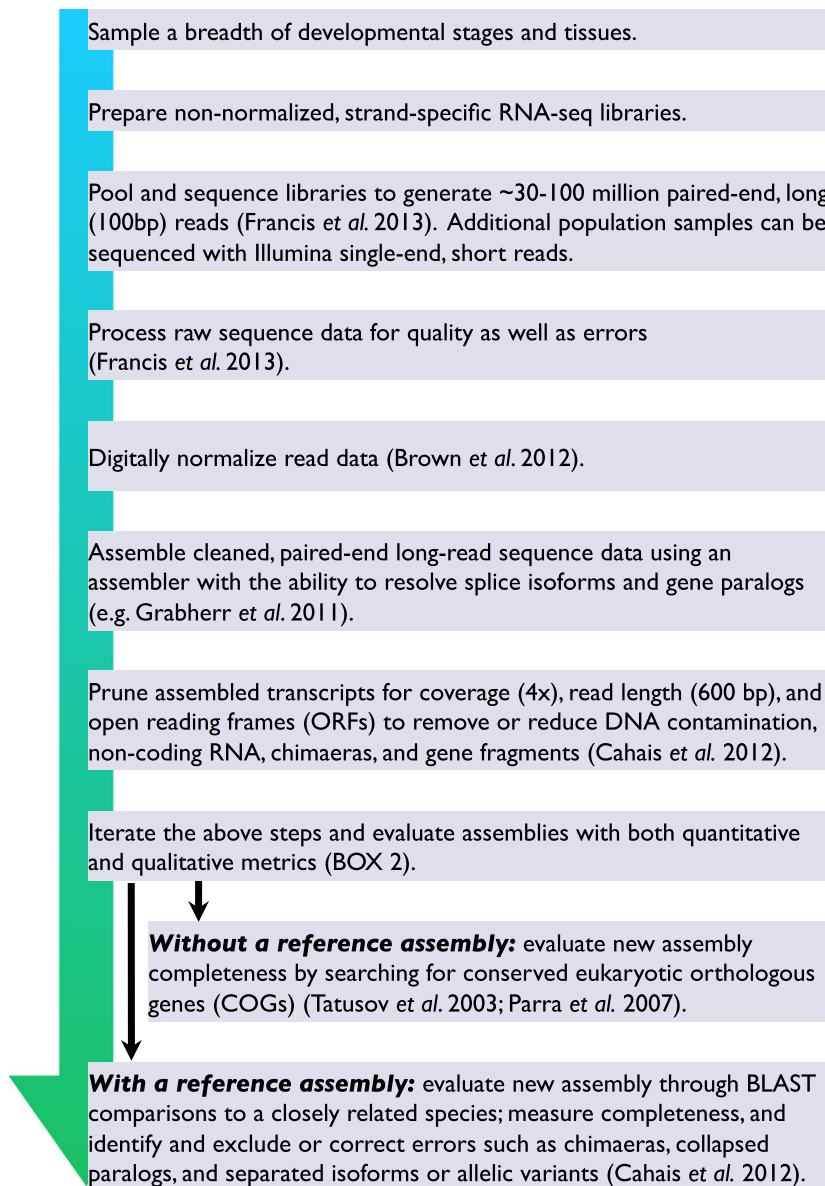 Sample a breadth of developmental stages and tissues.
Prepare non-normalized, strand-specific RNA-seq libraries.
Pool and sequence libraries to generate ~30-100 million paired-end, long
(100bp) reads (Francis et al. 2013). Additional population samples can be
sequenced with Illumina single-end, short reads.
Process raw sequence data for quality as well as errors
(Francis et al. 2013).
Digitally normalize read data (Brown et al. 2012).
Assemble cleaned, paired-end long-read sequence data using an
assembler with the ability to resolve splice isoforms and gene paralogs
(e.g. Grabherr et al. 2011).
Prune assembled transcripts for coverage (4x), read length (600 bp), and
open reading frames (ORFs) to remove or reduce DNA contamination,
non-coding RNA, chimaeras, and gene fragments (Cahais et al. 2012).
Iterate the above steps and evaluate assemblies with both quantitative
and qualitative metrics (BOX 2).
Without a reference assembly: evaluate new assembly
completeness by searching for conserved eukaryotic orthologous
genes (COGs) (Tatusov et al. 2003; Parra et al. 2007).
With a reference assembly: evaluate new assembly through BLAST
comparisons to a closely related species; measure completeness, and
identify and exclude or correct errors such as chimaeras, collapsed
paralogs, and separated isoforms or allelic variants (Cahais et al. 2012).